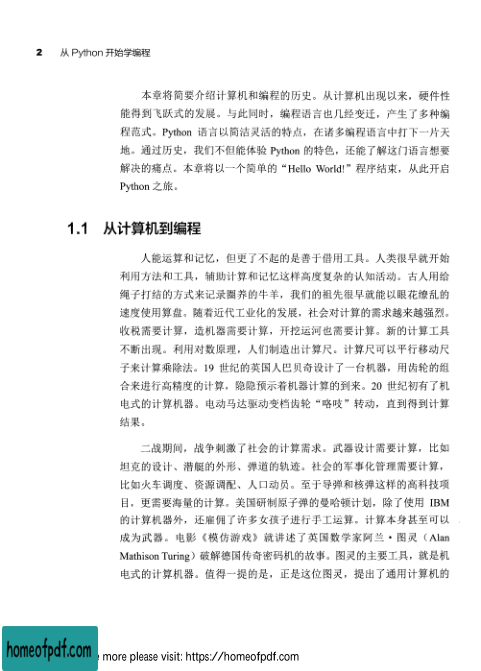 2 从 Python 开始学编程
本章将简要介绍计算机和编程的历史。从计算机出现以来，硬件性
能得到飞跃式的发展。与此同时，编程语言也几经变迁，产生了多种编
程范式。Python 语言以简洁灵活的特点，在诸多编程语言中打下一片天
地。通过历史，我们不但能体验 Python 的特色，还能了解这门语言想要
解决的痛点。本章将以一个简单的“Hello World!”程序结束，从此开启
Python 之旅。
1.1 从计算机到编程
人能运算和记忆，但更了不起的是善于借用工具。人类很早就开始
利用方法和工具，辅助计算和记忆这样高度复杂的认知活动。古人用给
绳子打结的方式来记录圈养的牛羊，我们的祖先很早就能以眼花缭乱的
速度使用算盘。随着近代工业化的发展，社会对计算的需求越来越强烈。
收税需要计算，造机器需要计算，开挖运河也需要计算。新的计算工具
不断出现。利用对数原理，人们制造出计算尺。计算尺可以平行移动尺
子来计算乘除法。19 世纪的英国人巴贝奇设计了一台机器，用齿轮的组
合来进行高精度的计算，隐隐预示着机器计算的到来。20 世纪初有了机
电式的计算机器。电动马达驱动变档齿轮“咯吱”转动，直到得到计算
结果。
二战期间，战争刺激了社会的计算需求。武器设计需要计算，比如
坦克的设计、潜艇的外形、弹道的轨迹。社会的军事化管理需要计算，
比如火车调度、资源调配、人口动员。至于导弹和核弹这样的高科技项
目，更需要海量的计算。美国研制原子弹的曼哈顿计划，除了使用 IBM
的计算机器外，还雇佣了许多女孩子进行手工运算。计算本身甚至可以
成为武器。电影《模仿游戏》就讲述了英国数学家阿兰·图灵（Alan
Mathison Turing）破解德国传奇密码机的故事。图灵的主要工具，就是机
电式的计算机器。值得一提的是，正是这位图灵，提出了通用计算机的
homeofpdf.com
more please visit: https://homeofpdf.com